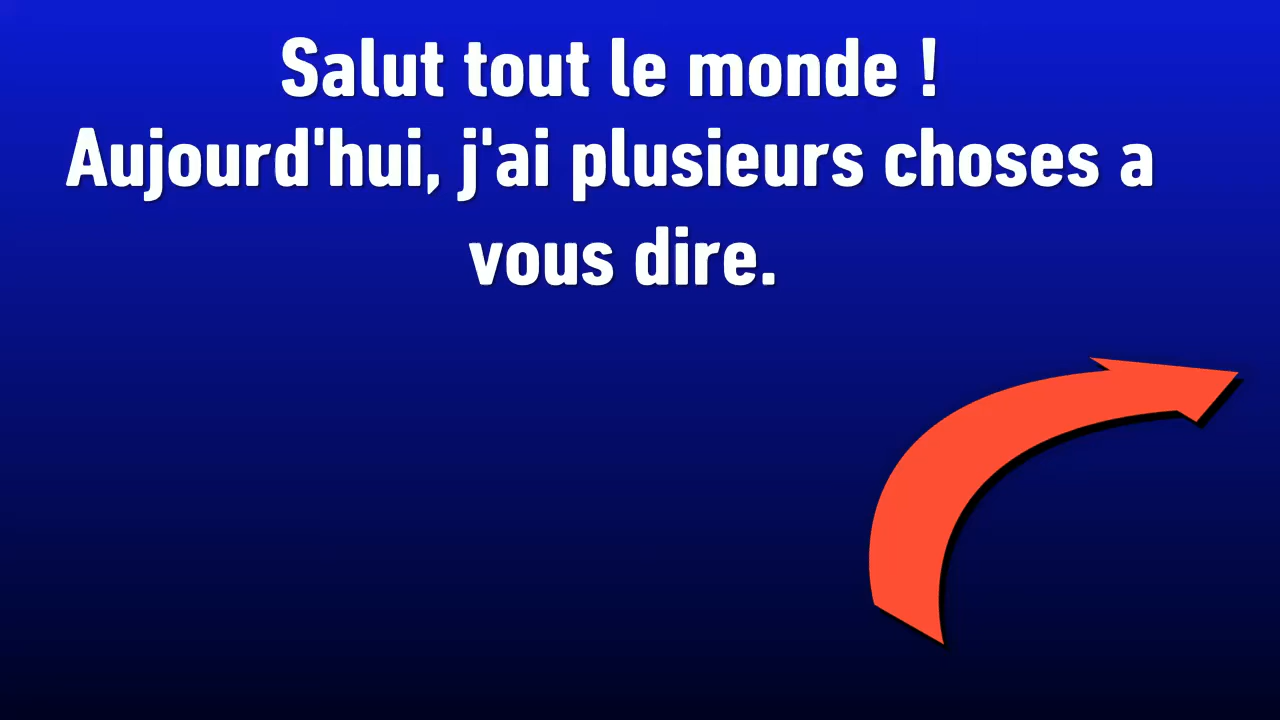 Salut tout le monde !
Aujourd'hui, j'ai plusieurs choses a
vous dire.